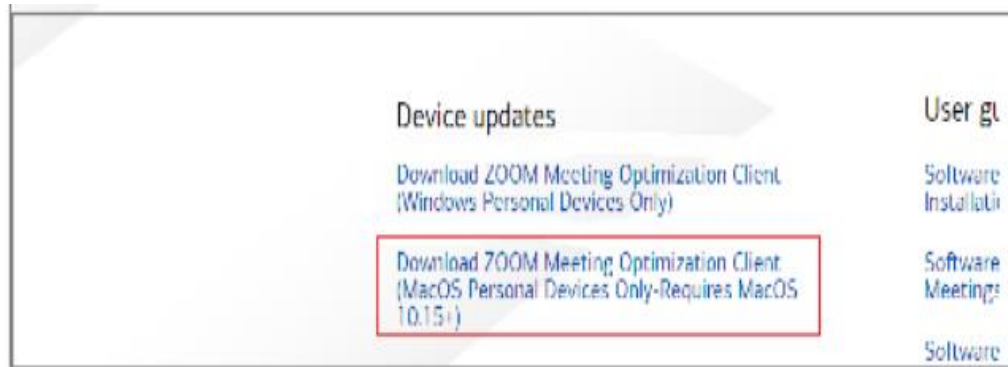 Device updates
Download ZOOM Meeting Optimization Client
(Windows Personal Devices Only)
Download ZOOM Meeting Optimization Client
(MacOS Personal Devices Only-Requires MacOS
10.15+)
User
Software
Software
Meetings
Software